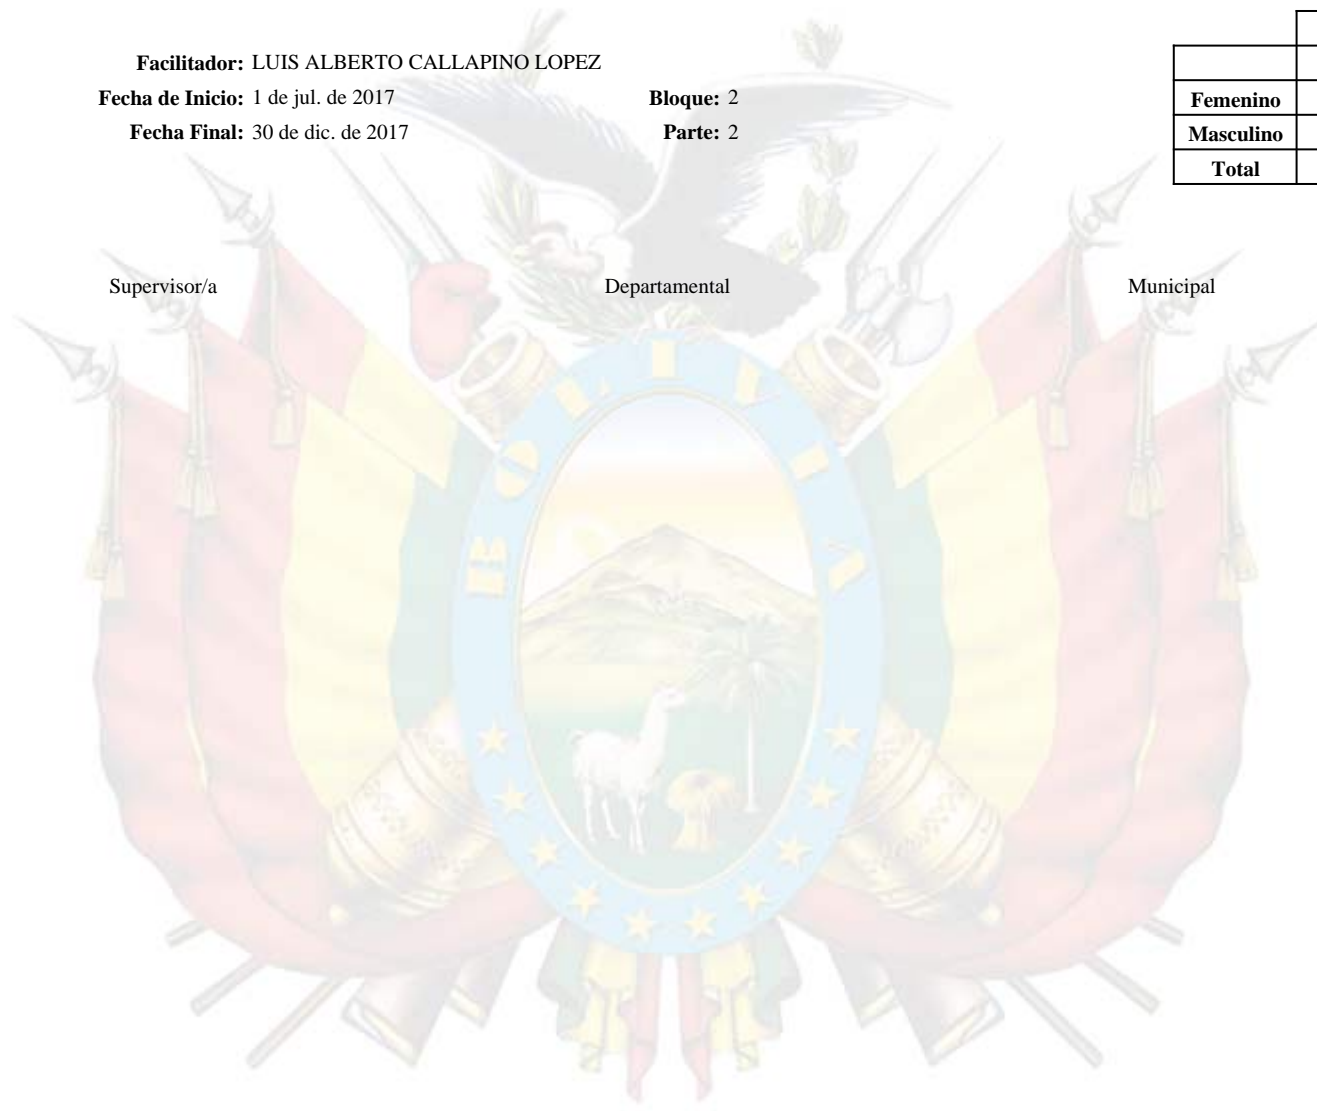 Facilitador: LUIS ALBERTO CALLAPINO LOPEZ
Fecha de Inicio: 1 de jul. de 2017 Bloque: 2
Fecha Final: 30 de dic. de 2017 Parte: 2
Femenino
Masculino
Total
Supervisor/a Departamental Municipal
BOLIVIA